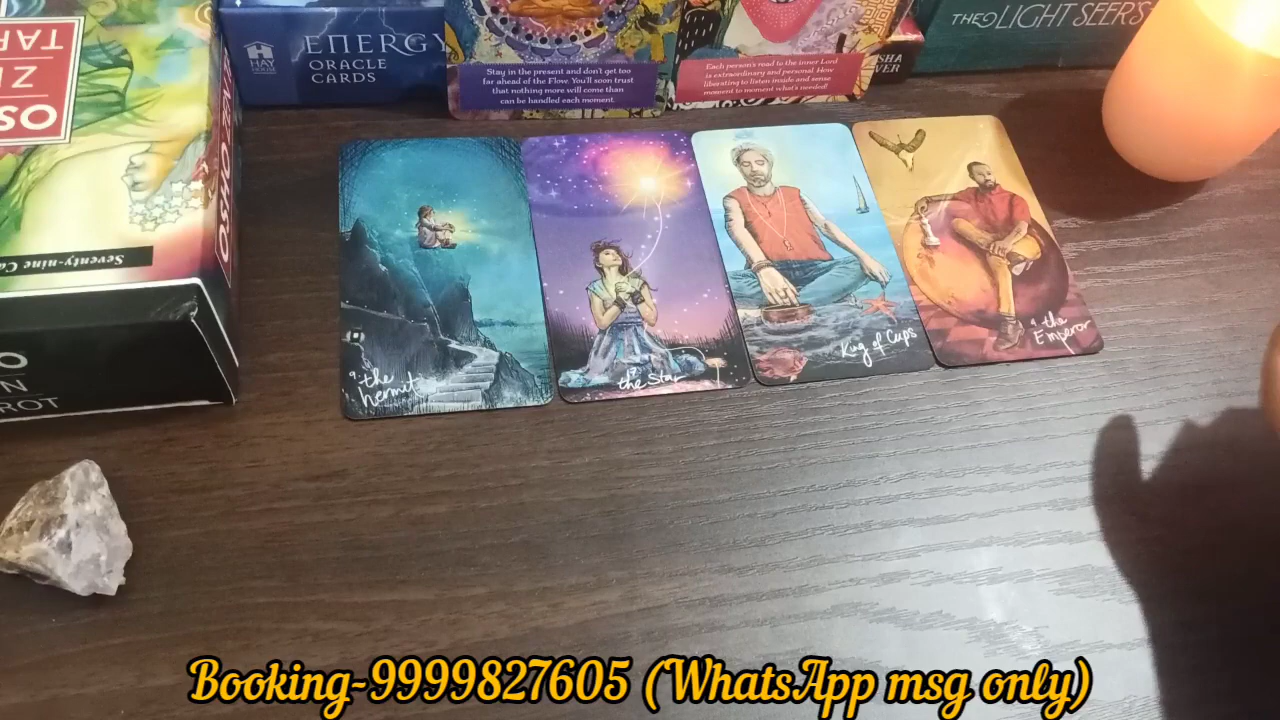 OSHO
ZEN
TAROT
HAY
HOUSE
ENERGY
ORACLE
CARDS
Stay in the present and don't get too
far ahead of the Flow. You'll soon trust
that nothing more will come than
can be handled each moment.
Each person's road to the inner Lord
is extraordinary and personal. How
liberating to listen inside and sense
moment to moment what's needed!
THE LIGHT SEER'S
Seventy-nine Ca
OSHO
9. the
hermit
17.
the Star
King of Cups
4. the
Emperor
Booking-9999827605 (WhatsApp msg only)